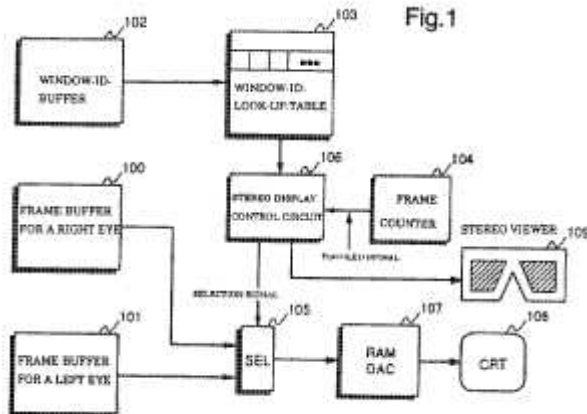 Fig.1
102
WINDOW-ID-
BUFFER
103
WINDOW-ID-
LOOK-UP-TABLE
100
FRAME BUFFER
FOR A RIGHT EYE
106
STEREO DISPLAY
CONTROL CIRCUIT
104
FRAME
COUNTER
STEREO VIEWER
109
SELECTION SIGNAL
101
FRAME BUFFER
FOR A LEFT EYE
105
SEL
107
RAM
DAC
108
CRT